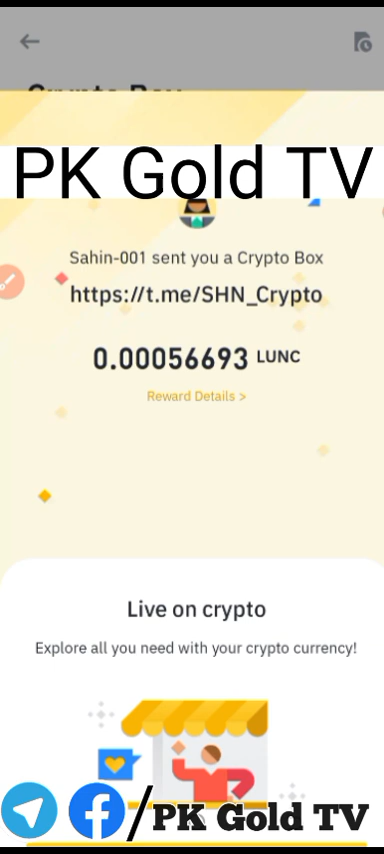 PK Gold TV
Sahin-001 sent you a Crypto Box
https://t.me/SHN_Crypto
0.00056693 LUNC
Reward Details >
Live on crypto
Explore all you need with your crypto currency!
/PK Gold TV